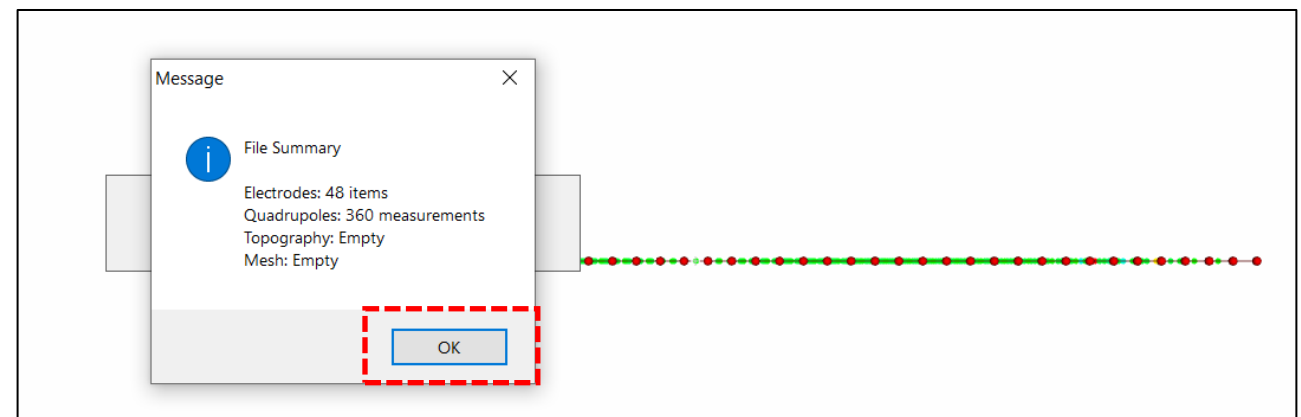 Message
File Summary
Electrodes: 48 items
Quadrupoles: 360 measurements
Topography: Empty
Mesh: Empty
OK